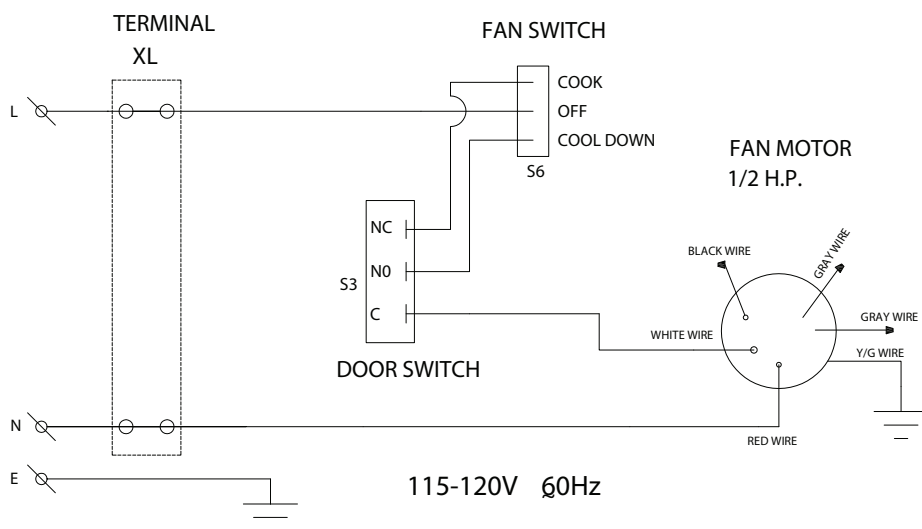 TERMINAL
XL
FAN SWITCH
COOK
L
OFF
COOL DOWN
S6
FAN MOTOR
1/2 H.P.
NC
N0
S3
C
DOOR SWITCH
BLACK WIRE
GRAY WIRE
GRAY WIRE
WHITE WIRE
Y/G WIRE
RED WIRE
N
E
115-120V 60Hz